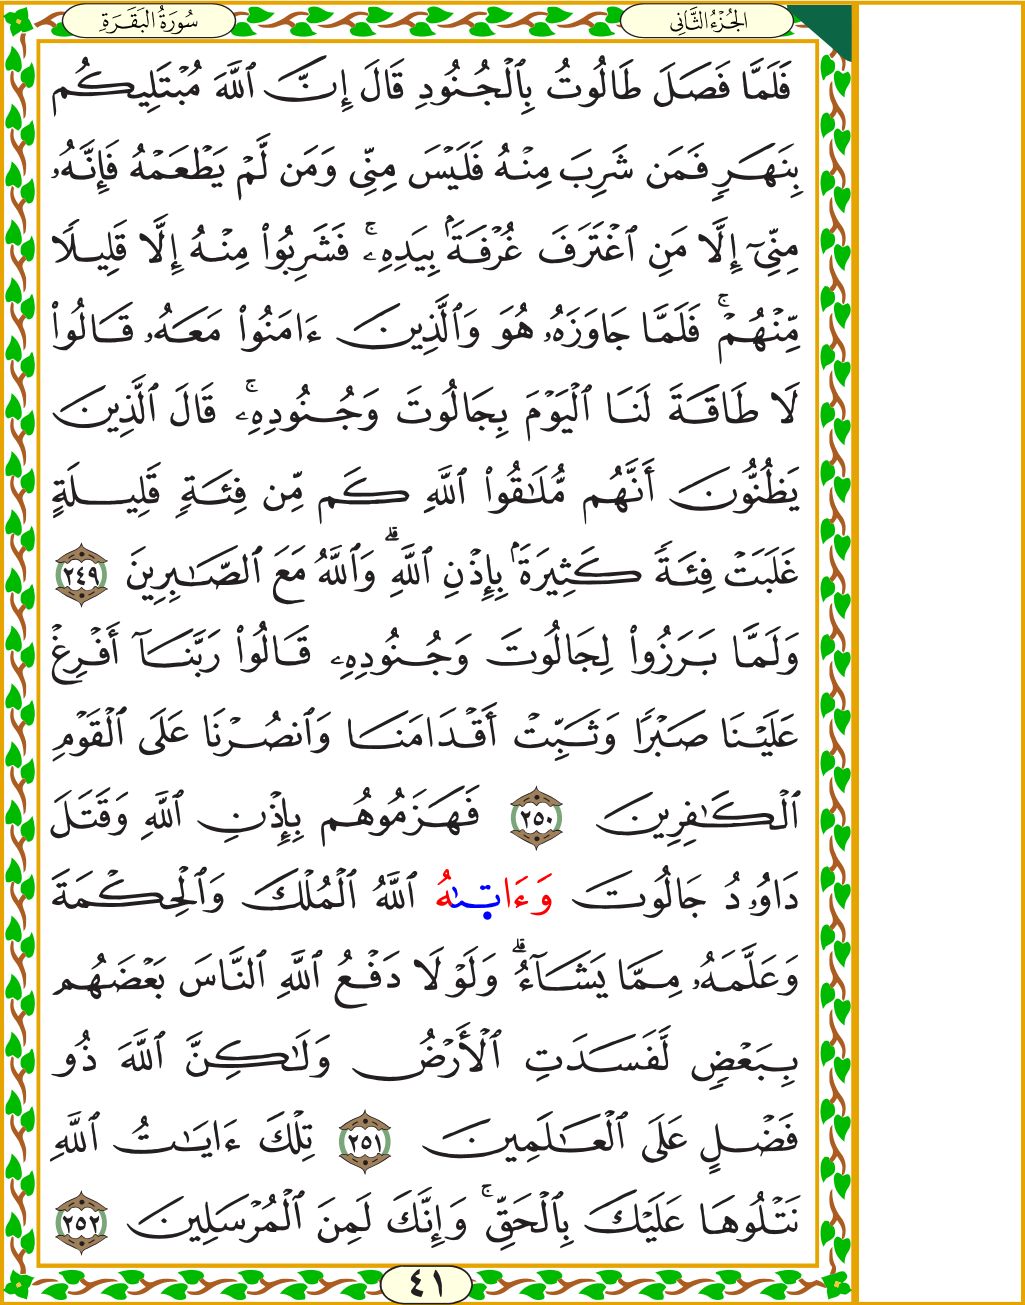 سُورَةُ البَقَرَةِ
الجُزْءُ الثَّانِي
فَلَمَّا فَصَلَ طَالُوتُ بِٱلْجُنُودِ قَالَ إِنَّ ٱللَّهَ مُبْتَلِيكُم
بِنَهَرٍ فَمَن شَرِبَ مِنْهُ فَلَيْسَ مِنِّى وَمَن لَّمْ يَطْعَمْهُ فَإِنَّهُۥ
مِنِّىٓ إِلَّا مَنِ ٱغْتَرَفَ غُرْفَةَۢ بِيَدِهِۦ ۚ فَشَرِبُوا۟ مِنْهُ إِلَّا قَلِيلًا
مِّنْهُمْ ۚ فَلَمَّا جَاوَزَهُۥ هُوَ وَٱلَّذِينَ ءَامَنُوا۟ مَعَهُۥ قَالُوا۟
لَا طَاقَةَ لَنَا ٱلْيَوْمَ بِجَالُوتَ وَجُنُودِهِۦ ۚ قَالَ ٱلَّذِينَ
يَظُنُّونَ أَنَّهُم مُّلَـٰقُوا۟ ٱللَّهِ كَم مِّن فِئَةٍ قَلِيلَةٍ
غَلَبَتْ فِئَةً كَثِيرَةَۢ بِإِذْنِ ٱللَّهِ ۗ وَٱللَّهُ مَعَ ٱلصَّـٰبِرِينَ ٢٤٩
وَلَمَّا بَرَزُوا۟ لِجَالُوتَ وَجُنُودِهِۦ قَالُوا۟ رَبَّنَآ أَفْرِغْ
عَلَيْنَا صَبْرًا وَثَبِّتْ أَقْدَامَنَا وَٱنصُرْنَا عَلَى ٱلْقَوْمِ
ٱلْكَـٰفِرِينَ ٢٥٠ فَهَزَمُوهُم بِإِذْنِ ٱللَّهِ وَقَتَلَ
دَاوُۥدُ جَالُوتَ وَءَاتىٰهُ ٱللَّهُ ٱلْمُلْكَ وَٱلْحِكْمَةَ
وَعَلَّمَهُۥ مِمَّا يَشَآءُ ۗ وَلَوْلَا دَفْعُ ٱللَّهِ ٱلنَّاسَ بَعْضَهُم
بِبَعْضٍ لَّفَسَدَتِ ٱلْأَرْضُ وَلَـٰكِنَّ ٱللَّهَ ذُو
فَضْلٍ عَلَى ٱلْعَـٰلَمِينَ ٢٥١ تِلْكَ ءَايَـٰتُ ٱللَّهِ
نَتْلُوهَا عَلَيْكَ بِٱلْحَقِّ ۚ وَإِنَّكَ لَمِنَ ٱلْمُرْسَلِينَ ٢٥٢
٤١